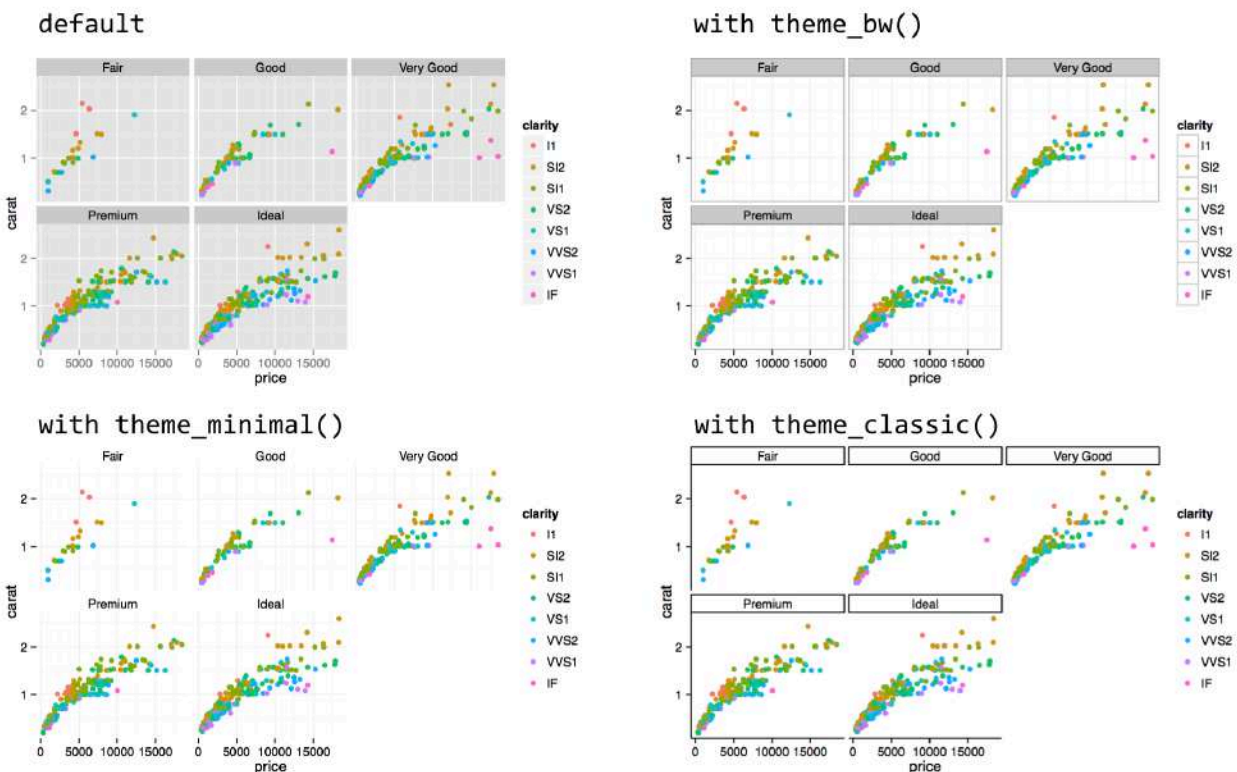 default
Fair
Good
Very Good
2
1
carat
Premium
Ideal
2
1
0
5000
10000
15000
0
5000
10000
15000
price
clarity
I1
SI2
SI1
VS2
VS1
VVS2
VVS1
IF
with theme_bw()
Fair
Good
Very Good
2
1
carat
Premium
Ideal
2
1
0
5000
10000
15000
0
5000
10000
15000
price
clarity
I1
SI2
SI1
VS2
VS1
VVS2
VVS1
IF
with theme_minimal()
Fair
Good
Very Good
2
1
carat
Premium
Ideal
2
1
0
5000
10000
15000
0
5000
10000
15000
price
clarity
I1
SI2
SI1
VS2
VS1
VVS2
VVS1
IF
with theme_classic()
Fair
Good
Very Good
2
1
carat
Premium
Ideal
2
1
0
5000
10000
15000
0
5000
10000
15000
price
clarity
I1
SI2
SI1
VS2
VS1
VVS2
VVS1
IF